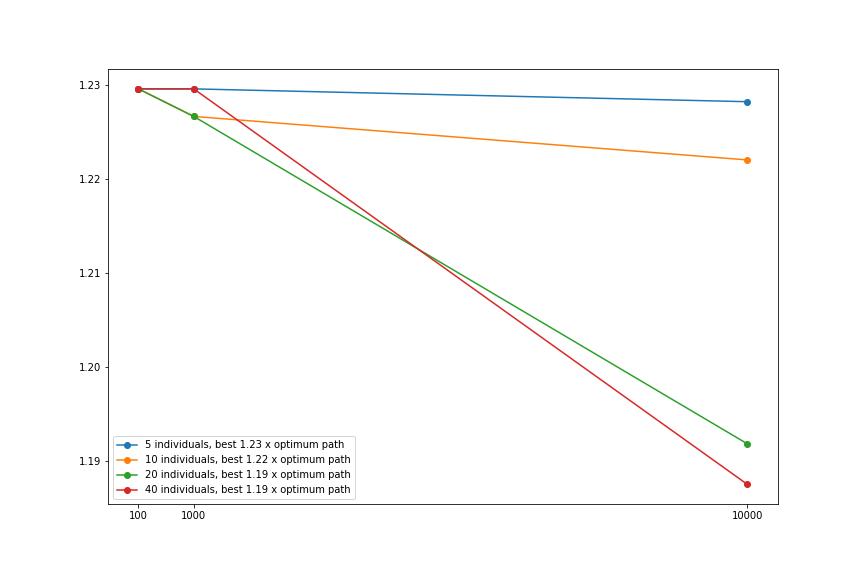 1.23
1.22
1.21
1.20
1.19
5 individuals, best 1.23 x optimum path
10 individuals, best 1.22 x optimum path
20 individuals, best 1.19 x optimum path
40 individuals, best 1.19 x optimum path
100 1000 10000